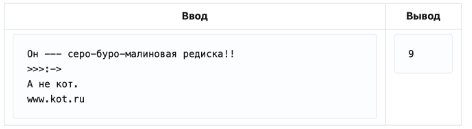 Ввод Вывод
Он --- серо-буро-малиновая редиска!! 9
>>>:->
А не кот.
www.kot.ru